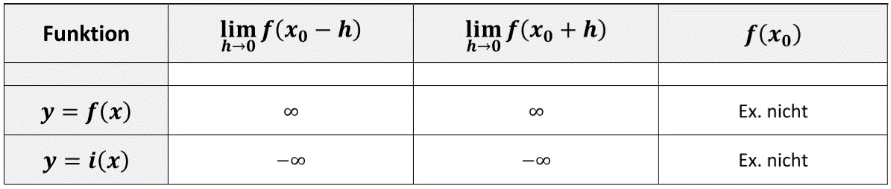 Funktion lim h→0 f(x₀ − h) lim h→0 f(x₀ + h) f(x₀)
y = f(x) ∞ ∞ Ex. nicht
y = i(x) −∞ −∞ Ex. nicht